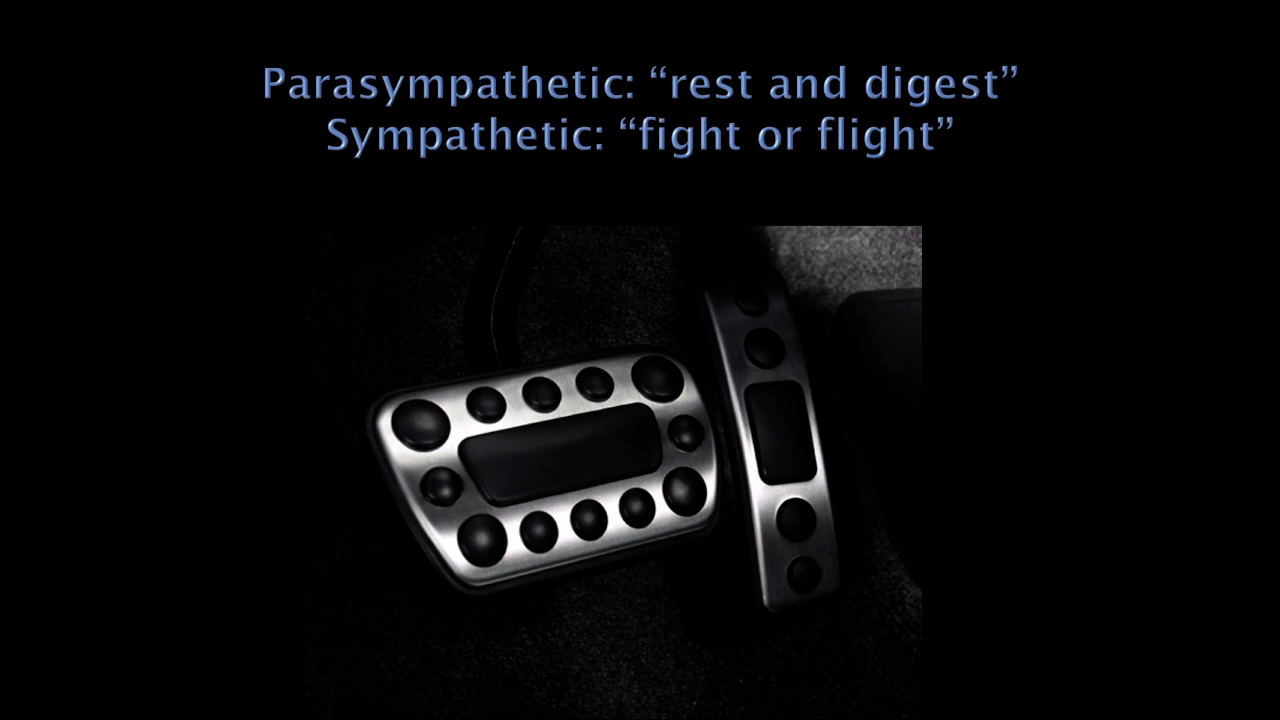 Parasympathetic: “rest and digest”
Sympathetic: “fight or flight”